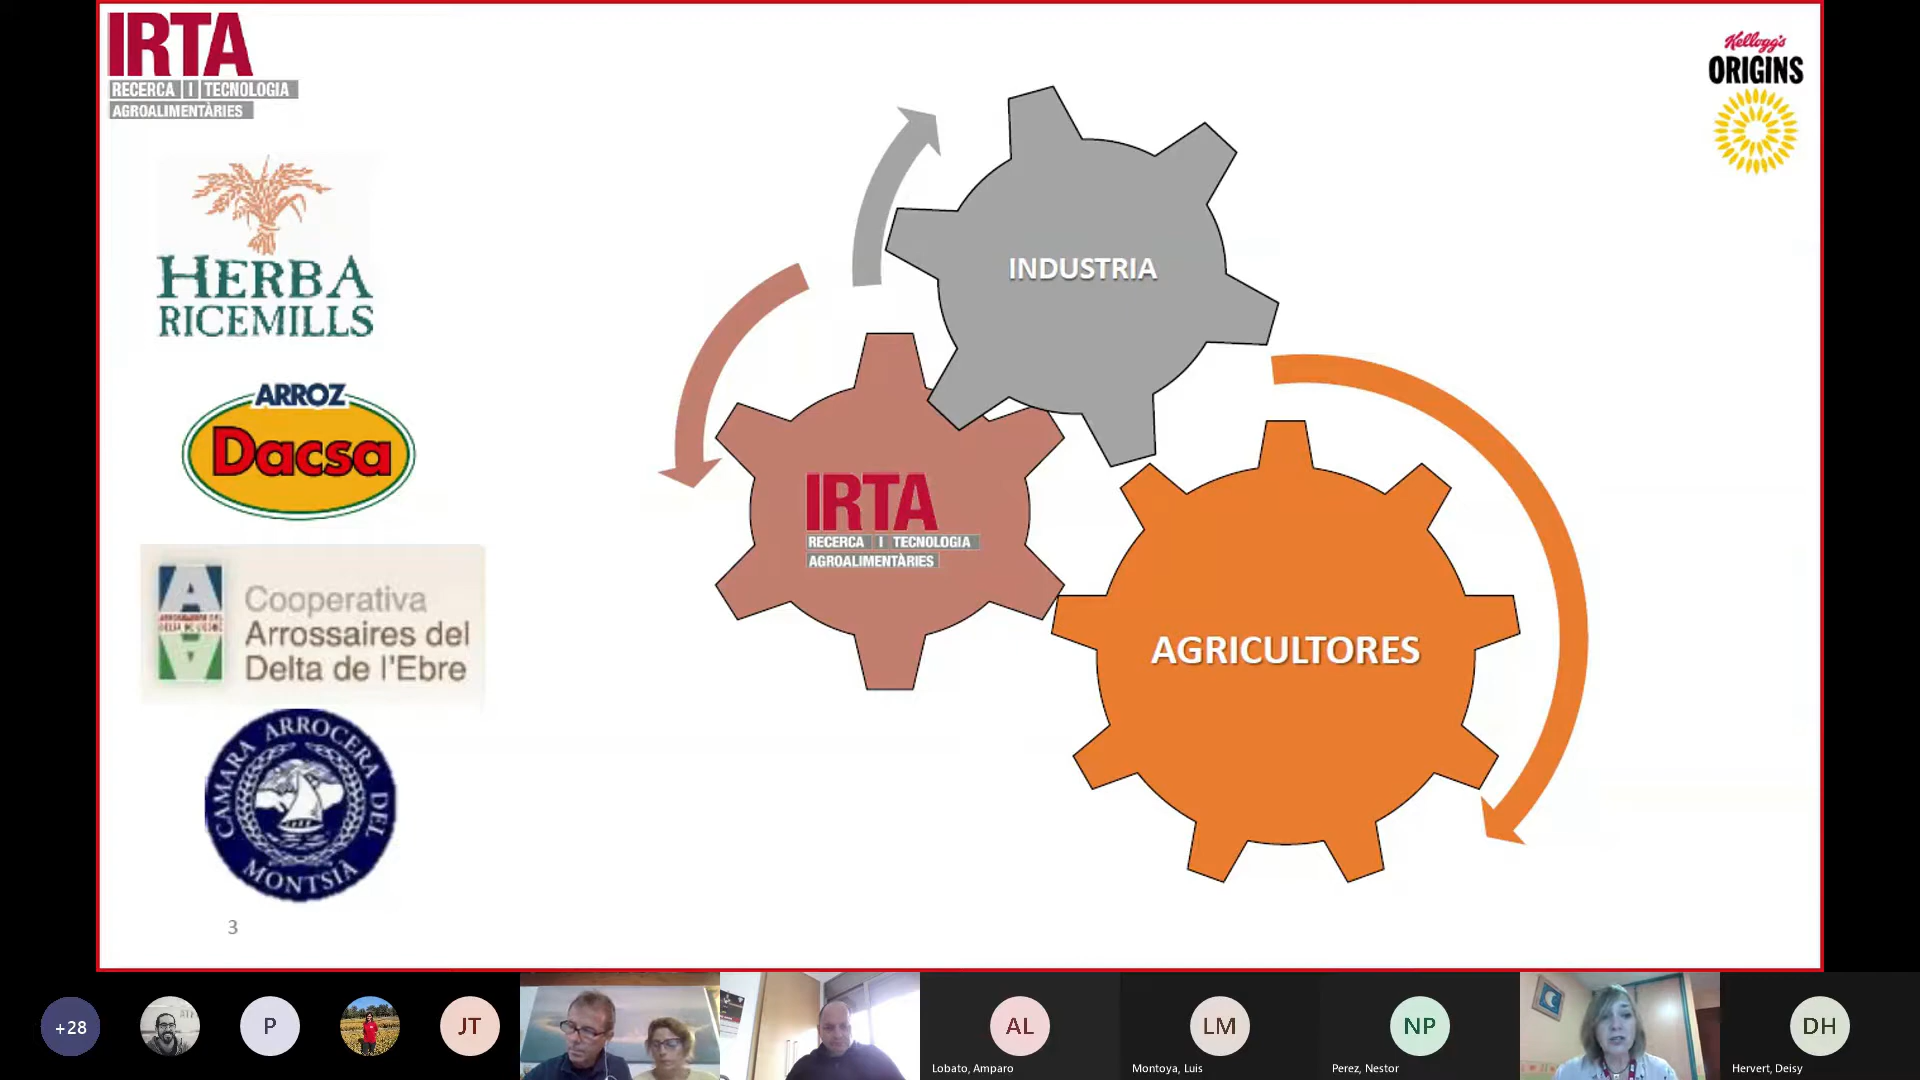 IRTA
RECERCA I TECNOLOGIA
AGROALIMENTÀRIES
Kellogg's
ORIGINS
HERBA
RICEMILLS
ARROZ
Dacsa
Cooperativa
Arrossaires del
Delta de l'Ebre
CAMARA ARROCERA DEL
MONTSIÀ
INDUSTRIA
IRTA
RECERCA I TECNOLOGIA
AGROALIMENTÀRIES
AGRICULTORES
3
+28
P
JT
AL
Lobato, Amparo
LM
Montoya, Luis
NP
Perez, Nestor
DH
Hervert, Deisy